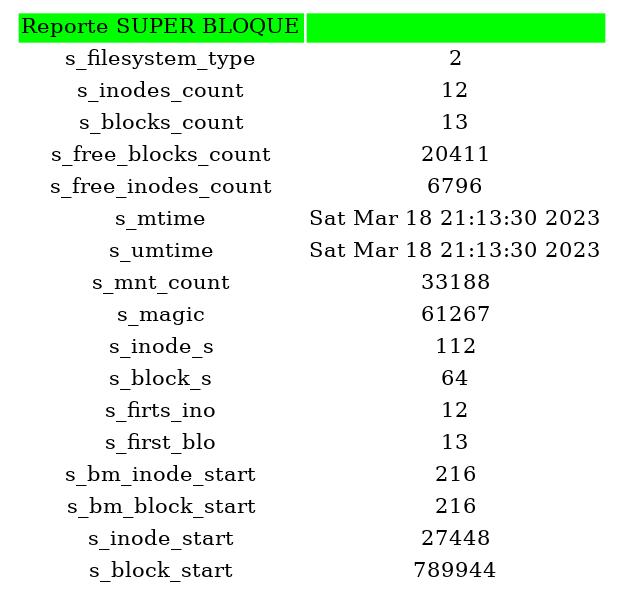 Reporte SUPER BLOQUE
s_filesystem_type 2
s_inodes_count 12
s_blocks_count 13
s_free_blocks_count 20411
s_free_inodes_count 6796
s_mtime Sat Mar 18 21:13:30 2023
s_umtime Sat Mar 18 21:13:30 2023
s_mnt_count 33188
s_magic 61267
s_inode_s 112
s_block_s 64
s_firts_ino 12
s_first_blo 13
s_bm_inode_start 216
s_bm_block_start 216
s_inode_start 27448
s_block_start 789944